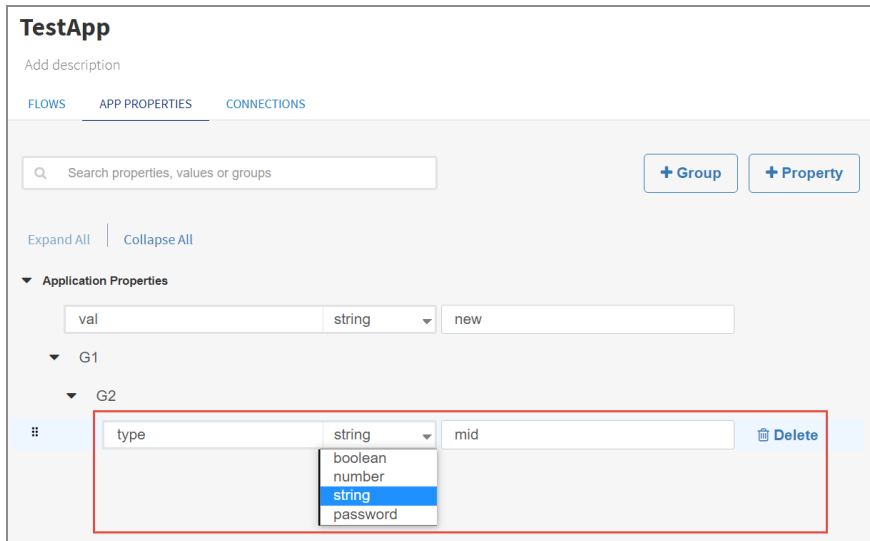 TestApp
Add description
FLOWS APP PROPERTIES CONNECTIONS
Search properties, values or groups + Group + Property
Expand All Collapse All
Application Properties
val string new
G1
G2
type string mid Delete
boolean
number
string
password